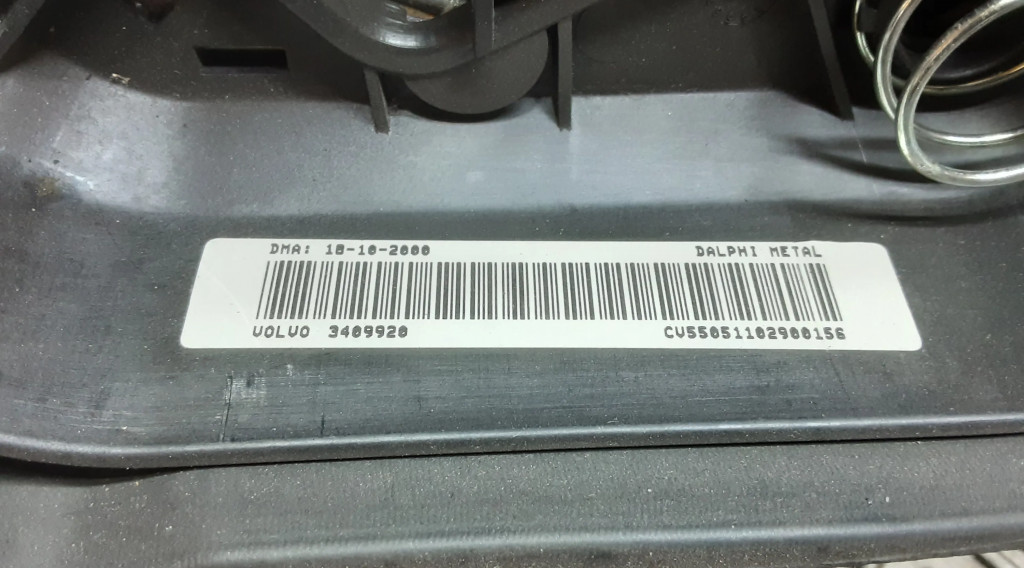 DMA: 18-10-2000 DALPHI METAL
VOLVO 3409920 CV55051102900156